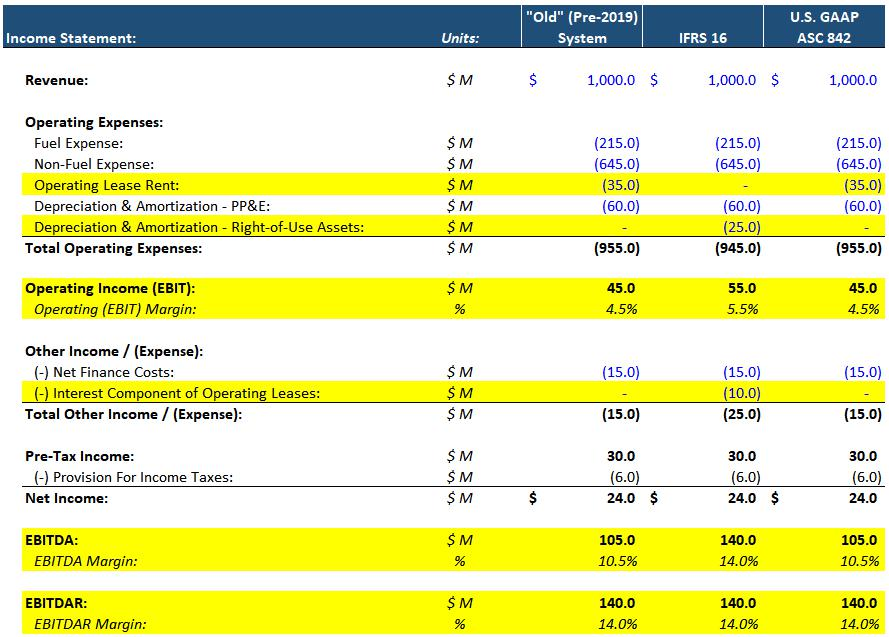 "Old" (Pre-2019) U.S. GAAP
Income Statement: Units: System IFRS 16 ASC 842
Revenue: $ M $ 1,000.0 $ 1,000.0 $ 1,000.0
Operating Expenses:
Fuel Expense: $ M (215.0) (215.0) (215.0)
Non-Fuel Expense: $ M (645.0) (645.0) (645.0)
Operating Lease Rent: $ M (35.0) - (35.0)
Depreciation & Amortization - PP&E: $ M (60.0) (60.0) (60.0)
Depreciation & Amortization - Right-of-Use Assets: $ M - (25.0) -
Total Operating Expenses: $ M (955.0) (945.0) (955.0)
Operating Income (EBIT): $ M 45.0 55.0 45.0
Operating (EBIT) Margin: % 4.5% 5.5% 4.5%
Other Income / (Expense):
(-) Net Finance Costs: $ M (15.0) (15.0) (15.0)
(-) Interest Component of Operating Leases: $ M - (10.0) -
Total Other Income / (Expense): $ M (15.0) (25.0) (15.0)
Pre-Tax Income: $ M 30.0 30.0 30.0
(-) Provision For Income Taxes: $ M (6.0) (6.0) (6.0)
Net Income: $ M $ 24.0 $ 24.0 $ 24.0
EBITDA: $ M 105.0 140.0 105.0
EBITDA Margin: % 10.5% 14.0% 10.5%
EBITDAR: $ M 140.0 140.0 140.0
EBITDAR Margin: % 14.0% 14.0% 14.0%